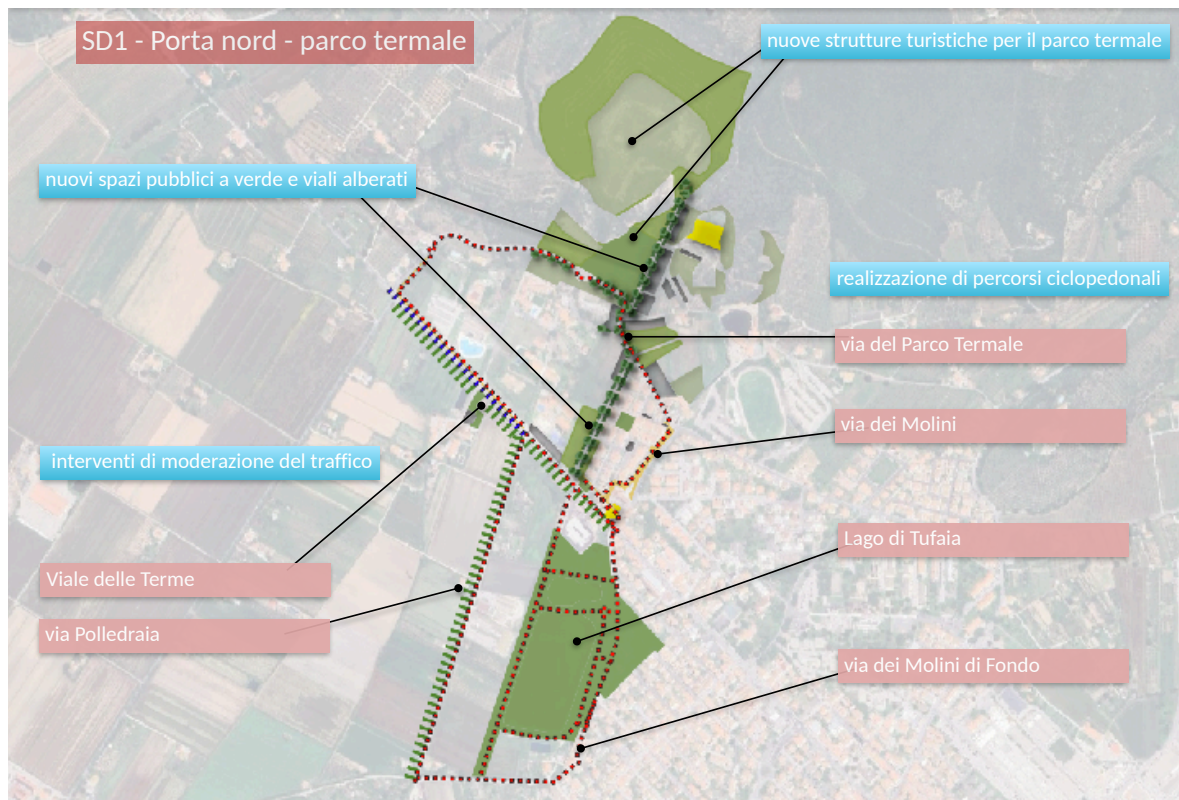 SD1 - Porta nord - parco termale
nuove strutture turistiche per il parco termale
nuovi spazi pubblici a verde e viali alberati
realizzazione di percorsi ciclopedonali
via del Parco Termale
via dei Molini
interventi di moderazione del traffico
Lago di Tufaia
Viale delle Terme
via Polledraia
via dei Molini di Fondo